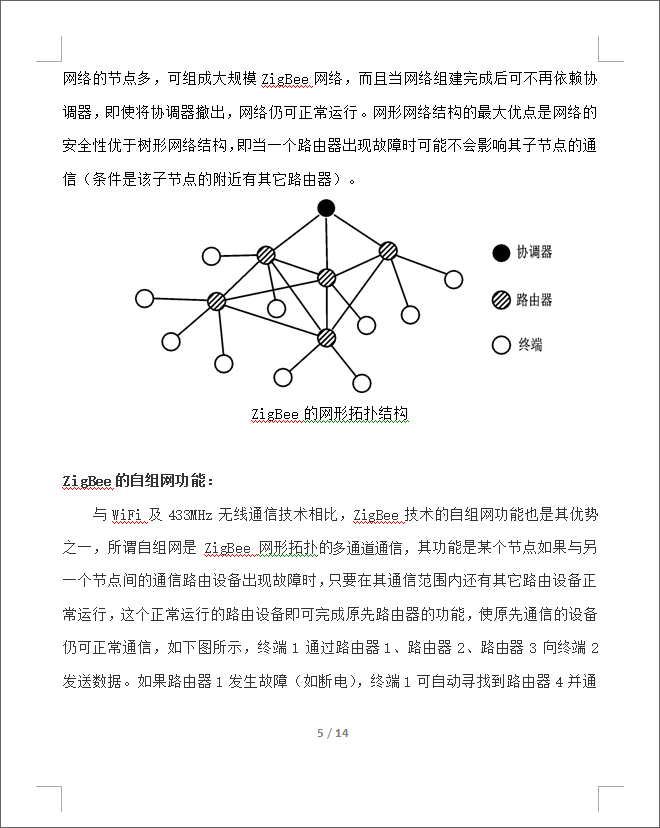 网络的节点多，可组成大规模 ZigBee 网络，而且当网络组建完成后可不再依赖协
调器，即使将协调器撤出，网络仍可正常运行。网形网络结构的最大优点是网络的
安全性优于树形网络结构，即当一个路由器出现故障时可能不会影响其子节点的通
信（条件是该子节点的附近有其它路由器）。
协调器
路由器
终端
ZigBee 的网形拓扑结构
ZigBee 的自组网功能：
与 WiFi 及 433MHz 无线通信技术相比，ZigBee 技术的自组网功能也是其优势
之一，所谓自组网是 ZigBee 网形拓扑的多通道通信，其功能是某个节点如果与另
一个节点间的通信路由设备出现故障时，只要在其通信范围内还有其它路由设备正
常运行，这个正常运行的路由设备即可完成原先路由器的功能，使原先通信的设备
仍可正常通信，如下图所示，终端 1 通过路由器 1、路由器 2、路由器 3 向终端 2
发送数据。如果路由器 1 发生故障（如断电），终端 1 可自动寻找到路由器 4 并通
5 / 14